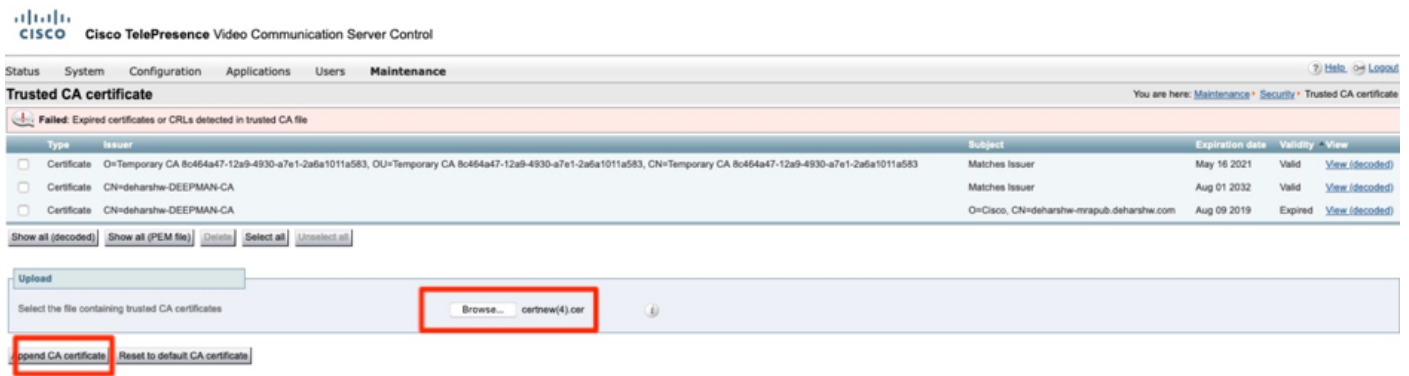 CISCO Cisco TelePresence Video Communication Server Control
Status System Configuration Applications Users Maintenance Help Logout
Trusted CA certificate You are here: Maintenance Security Trusted CA certificate
Failed: Expired certificates or CRLs detected in trusted CA file
Type Issuer Subject Expiration date Validity View
Certificate O=Temporary CA 8c464a47-12a9-4930-a7e1-2a6a1011a583, OU=Temporary CA 8c464a47-12a9-4930-a7e1-2a6a1011a583, CN=Temporary CA 8c464a47-12a9-4930-a7e1-2a6a1011a583 Matches Issuer May 16 2021 Valid View (decoded)
Certificate CN=deharshw-DEEPMAN-CA Matches Issuer Aug 01 2032 Valid View (decoded)
Certificate CN=deharshw-DEEPMAN-CA O=Cisco, CN=deharshw-mrapub.deharshw.com Aug 09 2019 Expired View (decoded)
Show all (decoded) Show all (PEM file) Delete Select all Unselect all
Upload
Select the file containing trusted CA certificates Browse... certnew(4).cer i
Append CA certificate Reset to default CA certificate